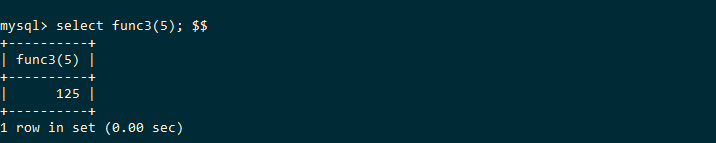 mysql> select func3(5); $$
+----------+
| func3(5) |
+----------+
|      125 |
+----------+
1 row in set (0.00 sec)